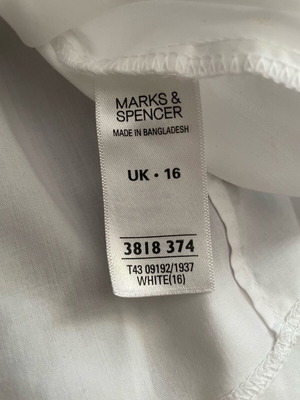 MARKS &
SPENCER
MADE IN BANGLADESH
UK • 16
3818 374
T43 09192/1937
WHITE(16)